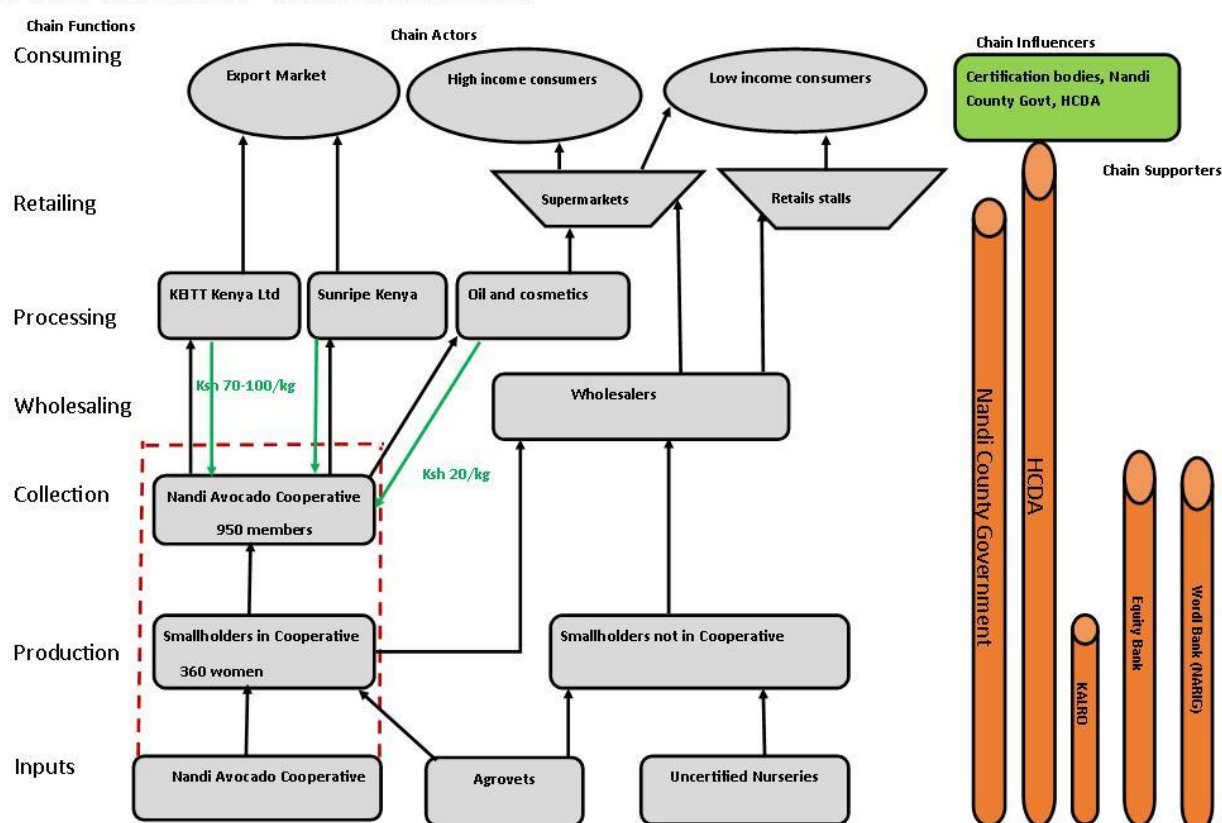 Chain Functions
Consuming
Chain Actors
Export Market
High income consumers
Low income consumers
Chain Influencers
Certification bodies, Nandi
County Govt, HCDA
Chain Supporters
Retailing
Supermarkets
Retails stalls
Processing
KEITT Kenya Ltd
Sunripe Kenya
Oil and cosmetics
Ksh 70-100/kg
Wholesaling
Wholesalers
Ksh 20/kg
Collection
Nandi Avocado Cooperative
950 members
Production
Smallholders in Cooperative
360 women
Smallholders not in Cooperative
Inputs
Nandi Avocado Cooperative
Agrovets
Uncertified Nurseries
Nandi County Government
HCDA
KALRO
Equity Bank
Wordl Bank (NARIG)